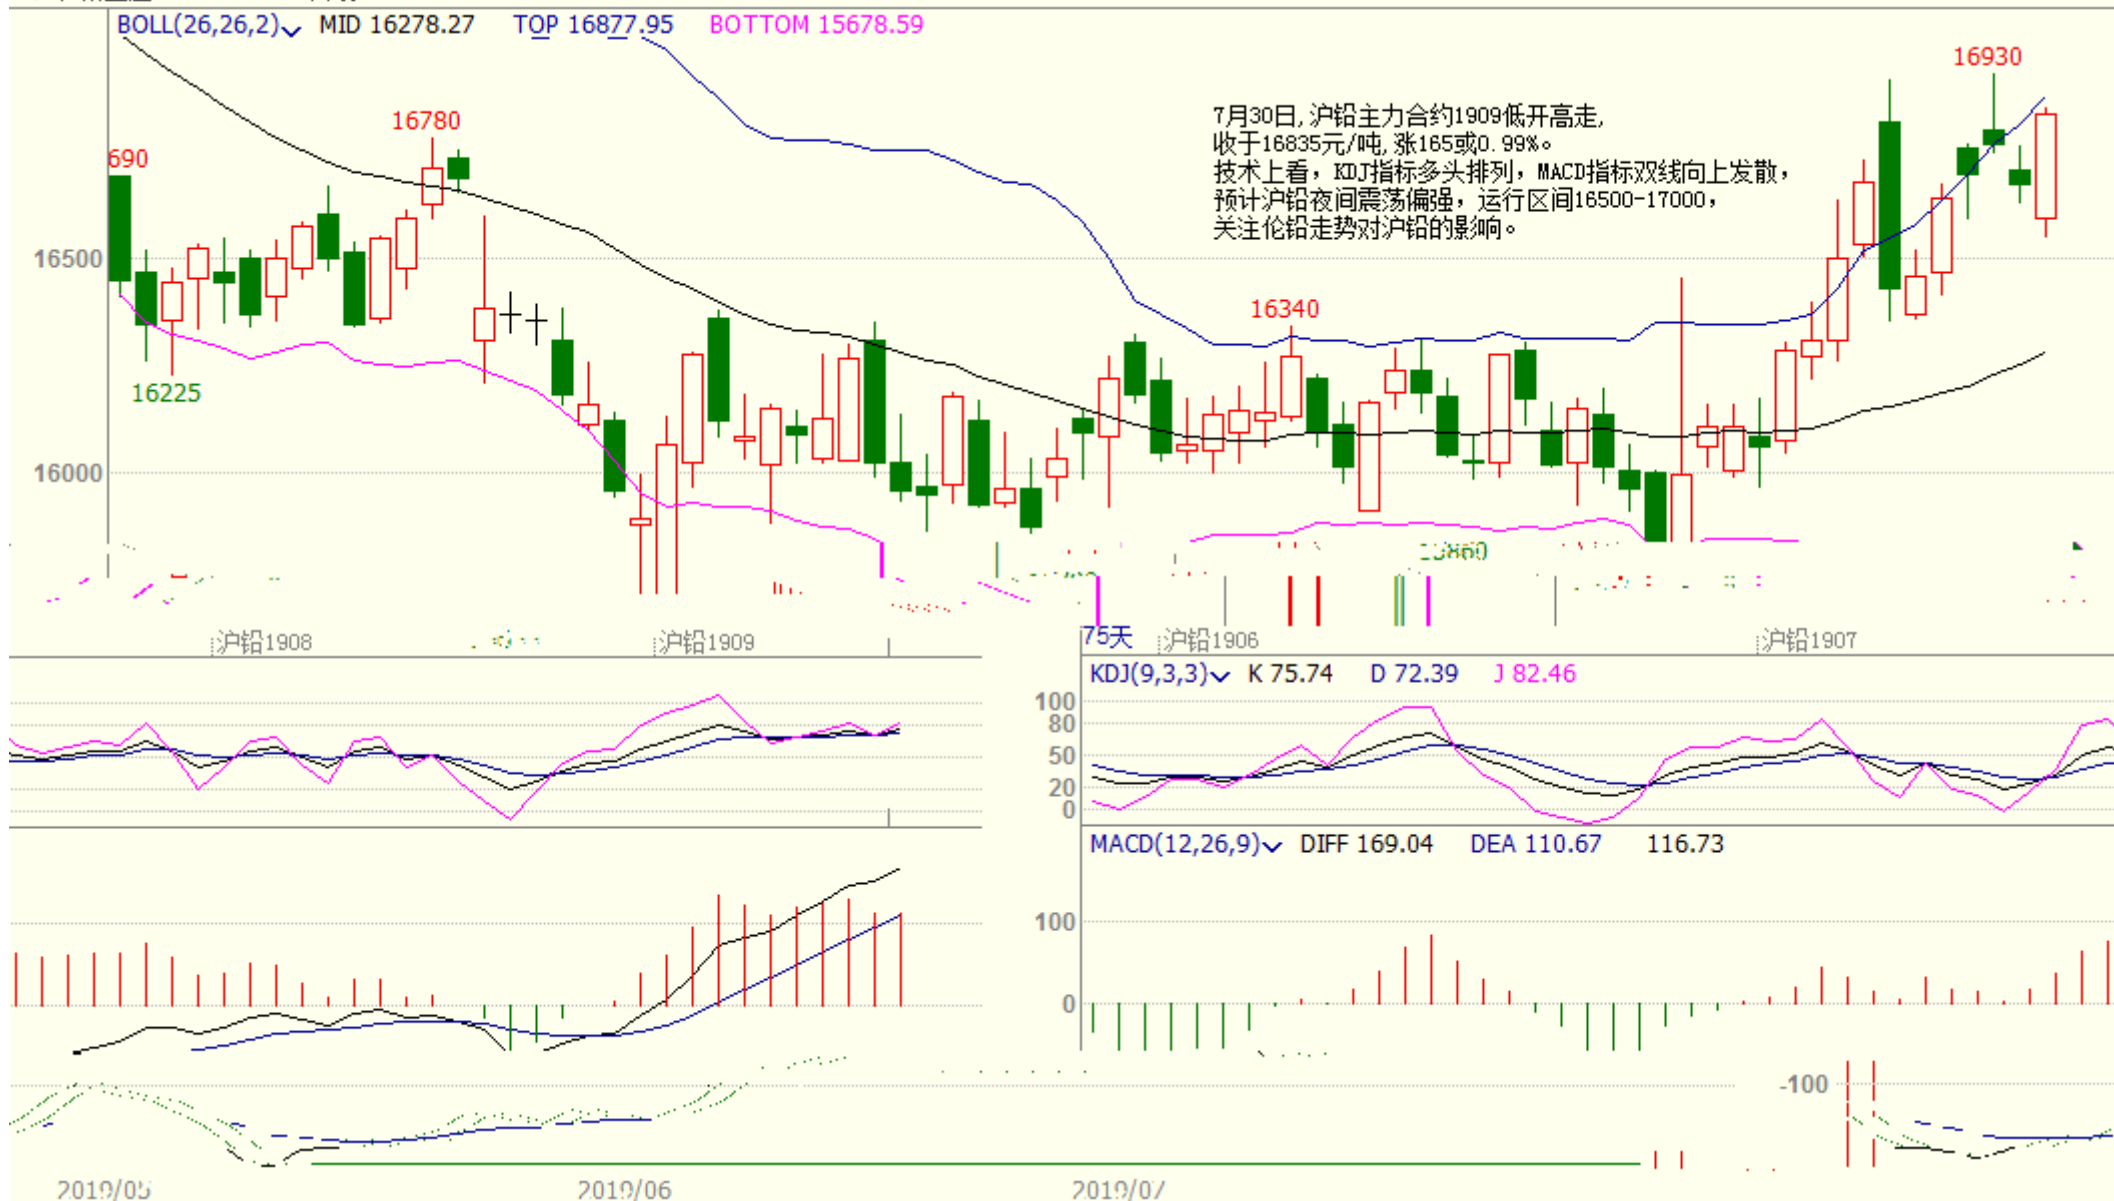 BOLL(26,26,2) MID 16278.27 TOP 16877.95 BOTTOM 15678.59
16930
7月30日,沪铅主力合约1909低开高走,
收于16835元/吨,涨165或0.99%。
技术上看，KDJ指标多头排列，MACD指标双线向上发散，
预计沪铅夜间震荡偏强，运行区间16500-17000，
关注伦铅走势对沪铅的影响。
16780
690
16500
16340
16225
16000
沪铅1908
沪铅1909
75天
沪铅1906
沪铅1907
KDJ(9,3,3) K 75.74 D 72.39 J 82.46
100
80
50
20
0
MACD(12,26,9) DIFF 169.04 DEA 110.67 116.73
100
0
-100
2019/05
2019/06
2019/07